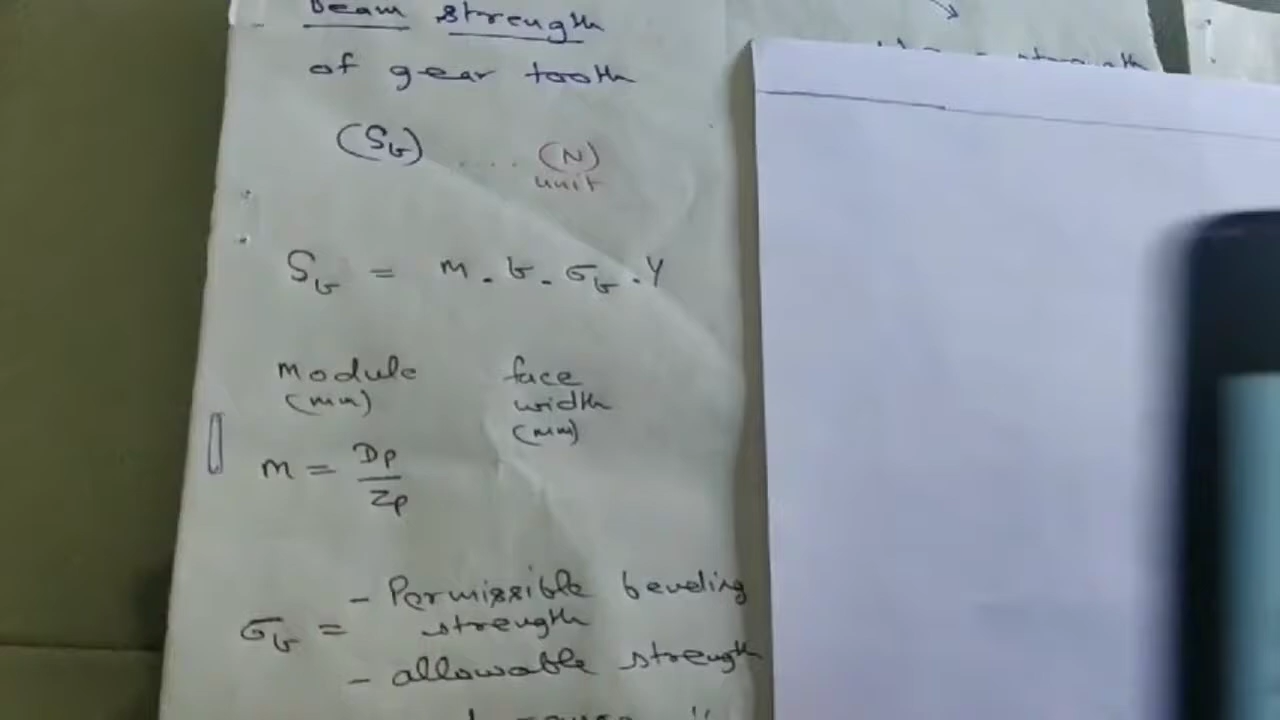 Beam strength
of gear tooth
(Sb) .... (N)
unit
Sb = m . b . σb . Y
module
(mm)
face
width
(mm)
m = Dp
Zp
σb = - Permissible bending
strength
- allowable strength
strength